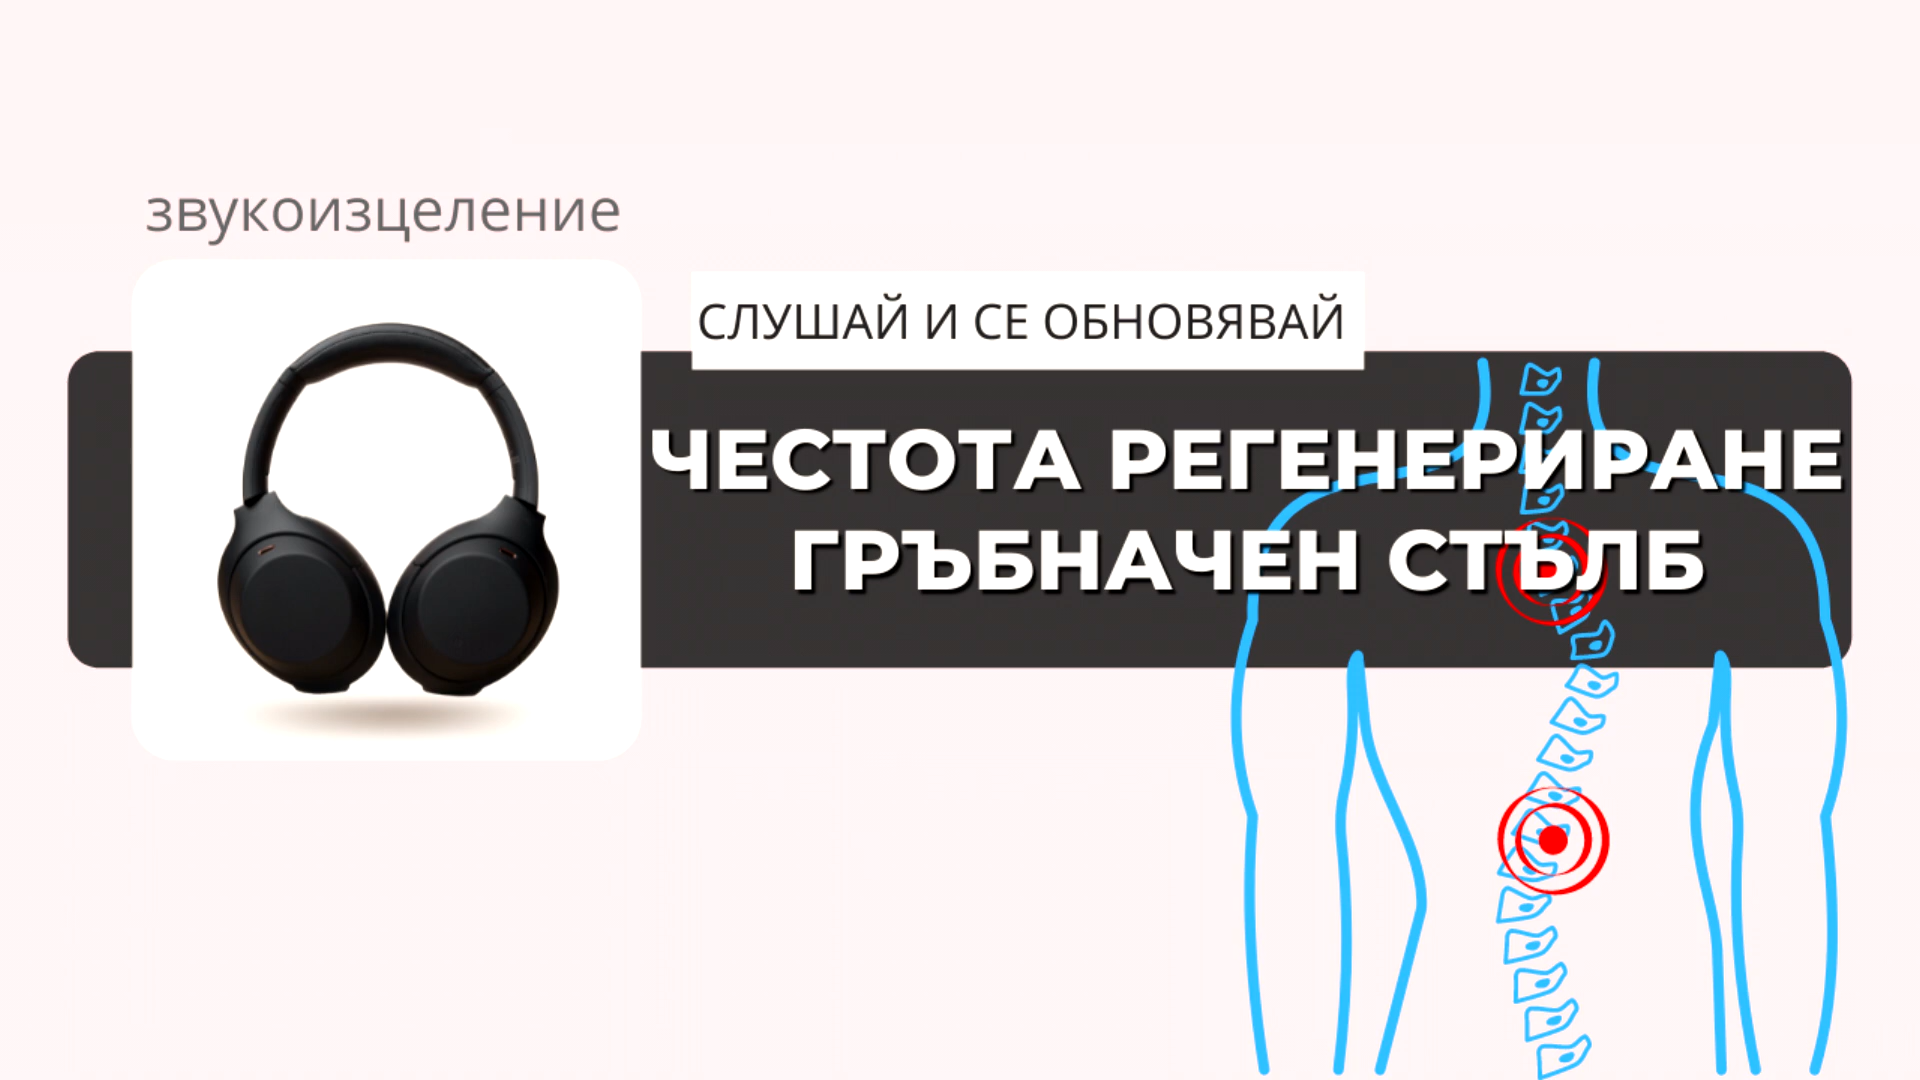 звукоизцеление
СЛУШАЙ И СЕ ОБНОВЯВАЙ
ЧЕСТОТА РЕГЕНЕРИРАНЕ
ГРЪБНАЧЕН СТЪЛБ